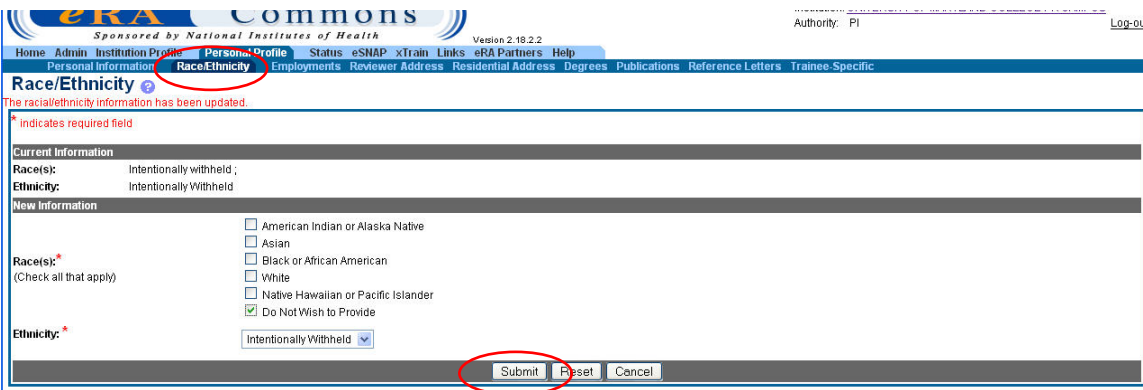 eRA Commons
Authority: PI
Log-ou
Sponsored by National Institutes of Health
Version 2.18.2.2
Home Admin Institution Profile Personal Profile Status eSNAP xTrain Links eRA Partners Help
Personal Information Race/Ethnicity Employments Reviewer Address Residential Address Degrees Publications Reference Letters Trainee-Specific
Race/Ethnicity ?
The racial/ethnicity information has been updated.
* indicates required field
Current Information
Race(s): Intentionally withheld ;
Ethnicity: Intentionally Withheld
New Information
American Indian or Alaska Native
Asian
Race(s):* Black or African American
(Check all that apply) White
Native Hawaiian or Pacific Islander
Do Not Wish to Provide
Ethnicity: * Intentionally Withheld
Submit Reset Cancel